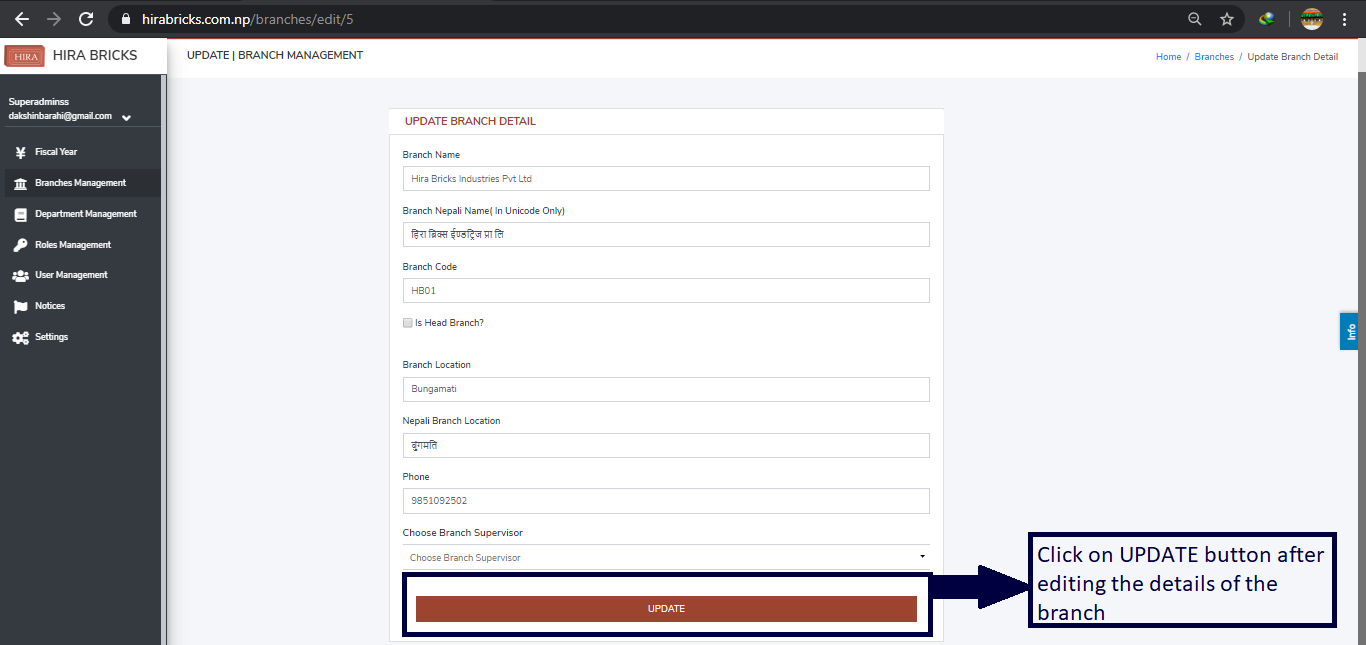 hirabricks.com.np/branches/edit/5
HIRA
HIRA BRICKS
UPDATE | BRANCH MANAGEMENT
Home / Branches / Update Branch Detail
Superadminss
dakshinbarahi@gmail.com
Fiscal Year
Branches Management
Department Management
Roles Management
User Management
Notices
Settings
UPDATE BRANCH DETAIL
Branch Name
Hira Bricks Industries Pvt Ltd
Branch Nepali Name( In Unicode Only)
हिरा ब्रिक्स ईण्डट्रिज प्रा लि
Branch Code
HB01
Is Head Branch?
Branch Location
Bungamati
Nepali Branch Location
बुंगमति
Phone
9851092502
Choose Branch Supervisor
Choose Branch Supervisor
UPDATE
Info
Click on UPDATE button after
editing the details of the
branch